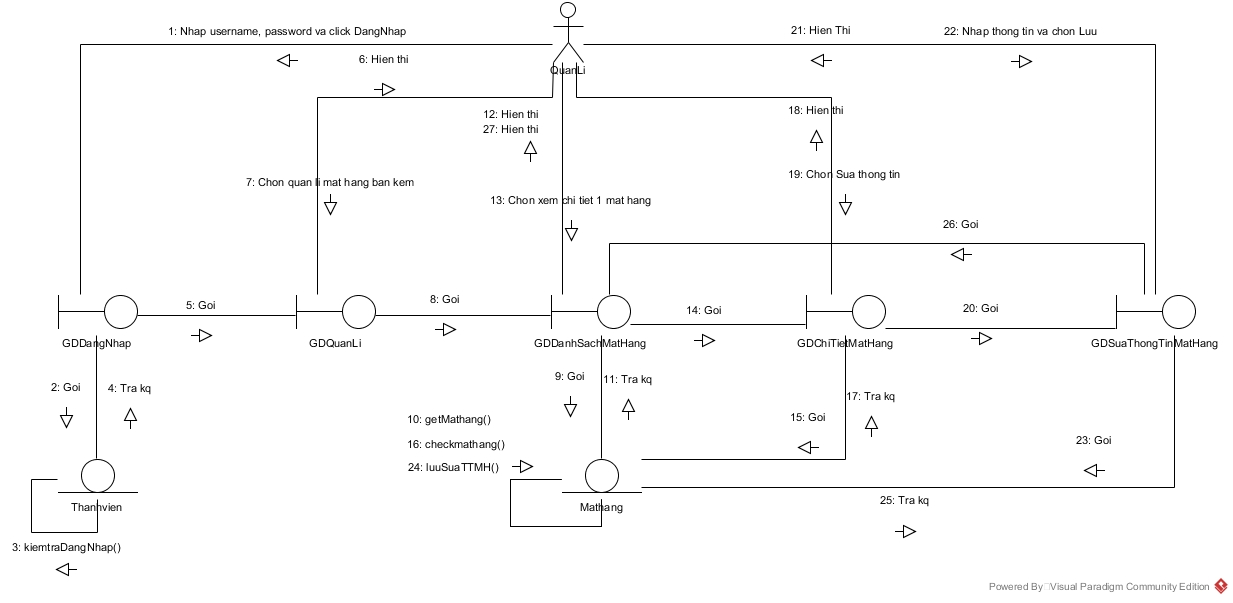 1: Nhap username, password va click DangNhap
21: Hien Thi
22: Nhap thong tin va chon Luu
6: Hien thi
QuanLi
12: Hien thi
27: Hien thi
18: Hien thi
7: Chon quan li mat hang ban kem
19: Chon Sua thong tin
13: Chon xem chi tiet 1 mat hang
26: Goi
5: Goi
8: Goi
14: Goi
20: Goi
GDDangNhap
GDQuanLi
GDDanhSachMatHang
GDChiTietMatHang
GDSuaThongTinMatHang
2: Goi
4: Tra kq
9: Goi
11: Tra kq
17: Tra kq
10: getMathang()
15: Goi
16: checkmathang()
23: Goi
24: luuSuaTTMH()
25: Tra kq
Thanhvien
Mathang
3: kiemtraDangNhap()
Powered By Visual Paradigm Community Edition